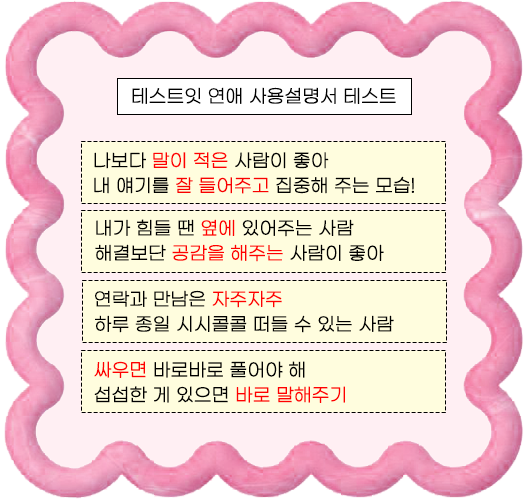 테스트잇 연애 사용설명서 테스트
나보다 말이 적은 사람이 좋아
내 얘기를 잘 들어주고 집중해 주는 모습!
내가 힘들 땐 옆에 있어주는 사람
해결보단 공감을 해주는 사람이 좋아
연락과 만남은 자주자주
하루 종일 시시콜콜 떠들 수 있는 사람
싸우면 바로바로 풀어야 해
섭섭한 게 있으면 바로 말해주기